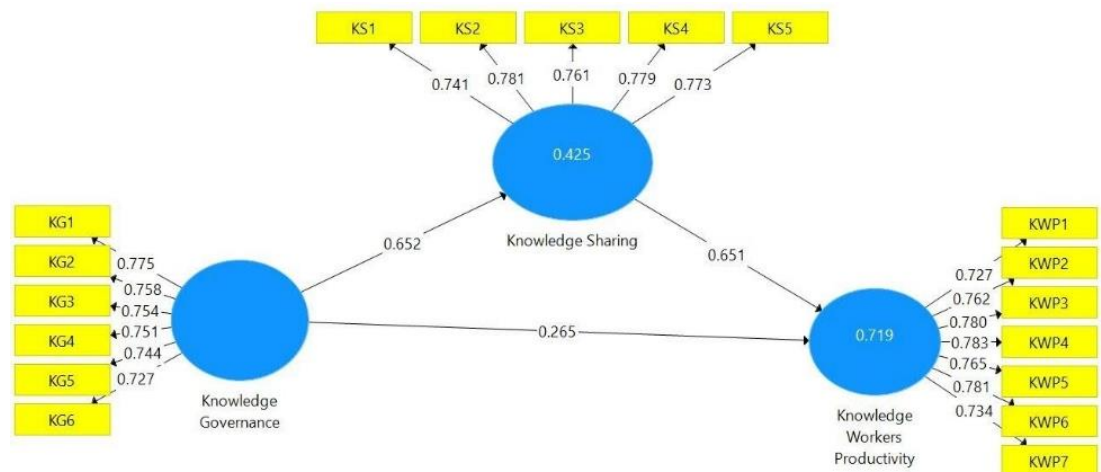 KS1 KS2 KS3 KS4 KS5
0.741 0.781 0.761 0.779 0.773
0.425
Knowledge Sharing
0.652
0.651
0.265
KG1
KG2
KG3
KG4
KG5
KG6
0.775
0.758
0.754
0.751
0.744
0.727
Knowledge
Governance
0.719
Knowledge
Workers
Productivity
0.727
0.762
0.780
0.783
0.765
0.781
0.734
KWP1
KWP2
KWP3
KWP4
KWP5
KWP6
KWP7